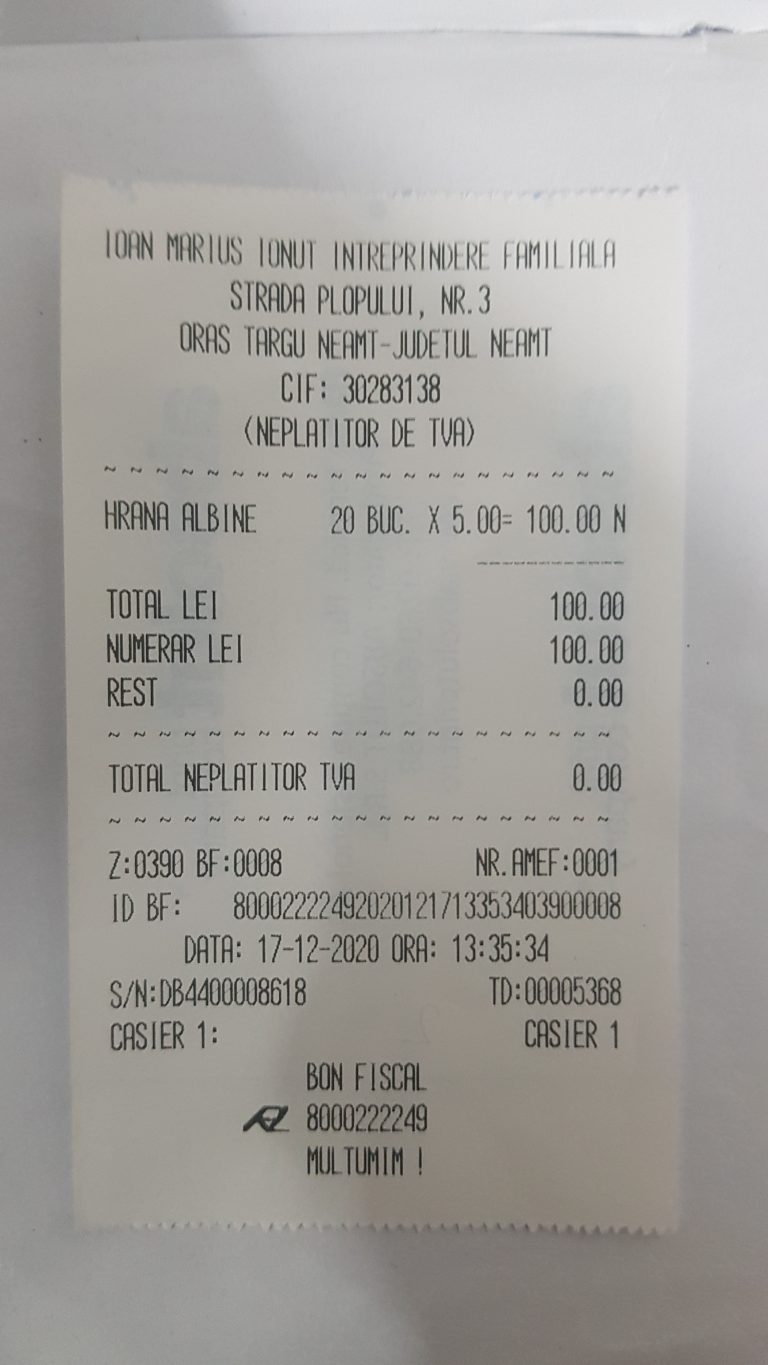 IOAN MARIUS IONUT INTREPRINDERE FAMILIALA
STRADA PLOPULUI, NR.3
ORAS TARGU NEAMT-JUDETUL NEAMT
CIF: 30283138
(NEPLATITOR DE TVA)
~ ~ ~ ~ ~ ~ ~ ~ ~ ~ ~ ~ ~ ~ ~ ~ ~ ~ ~ ~
HRANA ALBINE 20 BUC. X 5.00= 100.00 N
------------
TOTAL LEI 100.00
NUMERAR LEI 100.00
REST 0.00
~ ~ ~ ~ ~ ~ ~ ~ ~ ~ ~ ~ ~ ~ ~ ~ ~ ~ ~ ~
TOTAL NEPLATITOR TVA 0.00
~ ~ ~ ~ ~ ~ ~ ~ ~ ~ ~ ~ ~ ~ ~ ~ ~ ~ ~ ~
Z:0390 BF:0008 NR.AMEF:0001
ID BF: 80002222492020121713353403900008
DATA: 17-12-2020 ORA: 13:35:34
S/N:DB4400008618 TD:00005368
CASIER 1: CASIER 1
BON FISCAL
8000222249
MULTUMIM !